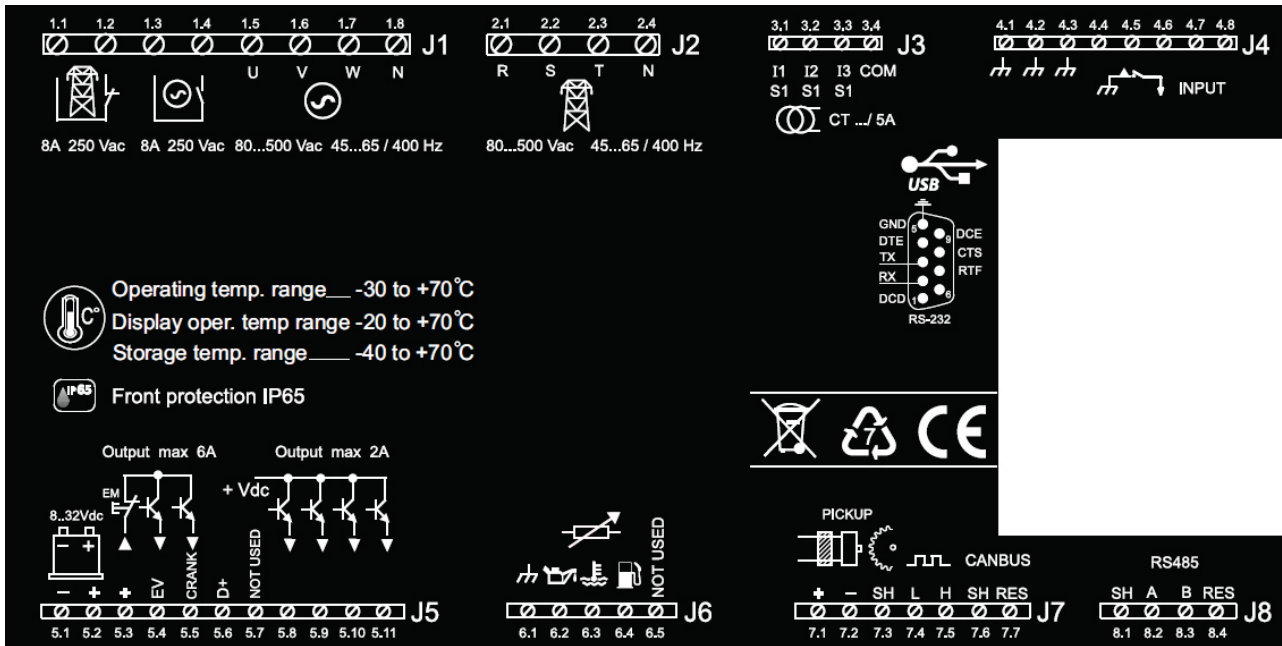 1.1 1.2 1.3 1.4 1.5 1.6 1.7 1.8 J1
U V W N
8A 250 Vac 8A 250 Vac 80...500 Vac 45...65 / 400 Hz
2.1 2.2 2.3 2.4 J2
R S T N
80...500 Vac 45...65 / 400 Hz
3.1 3.2 3.3 3.4 J3
I1 I2 I3 COM
S1 S1 S1
CT .../ 5A
4.1 4.2 4.3 4.4 4.5 4.6 4.7 4.8 J4
INPUT
USB
GND 5
DTE 9 DCE
TX CTS
RX RTF
DCD 1 6
RS-232
Operating temp. range -30 to +70°C
C° Display oper. temp range -20 to +70°C
Storage temp. range -40 to +70°C
IP65 Front protection IP65
7 CE
Output max 6A Output max 2A
EM + Vdc
8..32Vdc
- +
- + + EV CRANK D+ NOT USED
J5
5.1 5.2 5.3 5.4 5.5 5.6 5.7 5.8 5.9 5.10 5.11
NOT USED
J6
6.1 6.2 6.3 6.4 6.5
PICKUP
CANBUS
+ - SH L H SH RES
J7
7.1 7.2 7.3 7.4 7.5 7.6 7.7
RS485
SH A B RES
J8
8.1 8.2 8.3 8.4